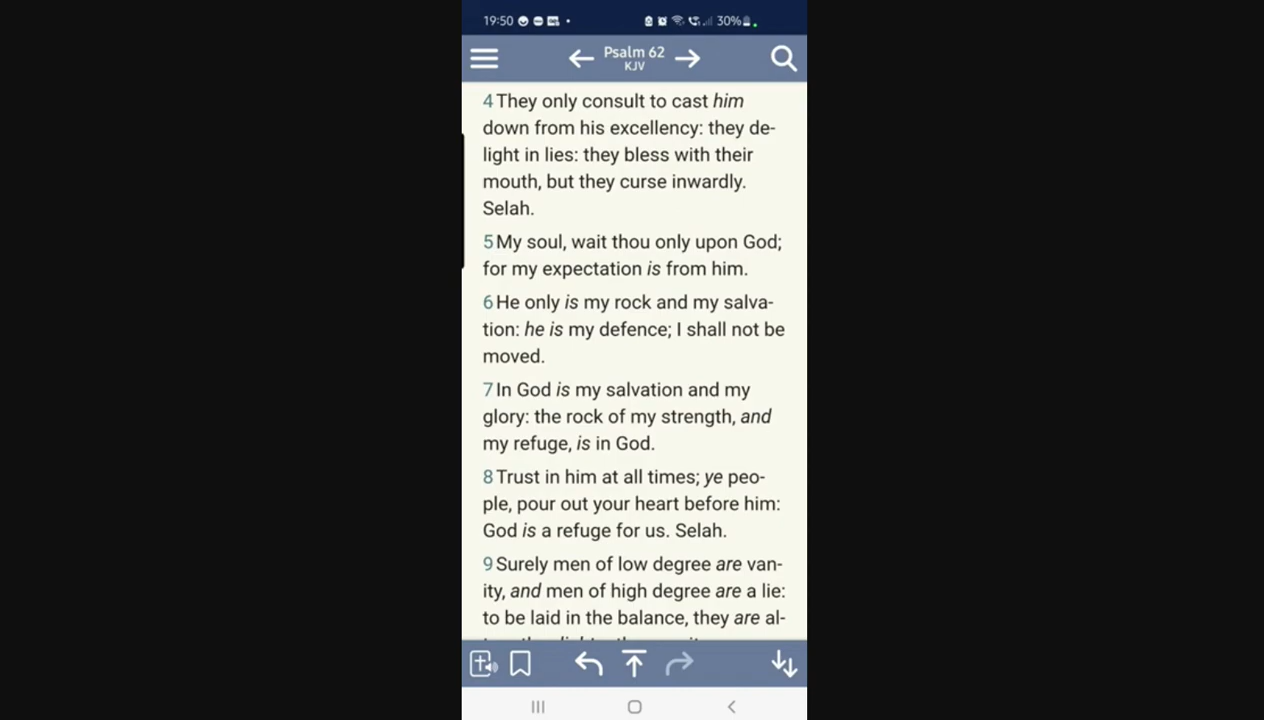 19:50
30%
Psalm 62
KJV
4 They only consult to cast him
down from his excellency: they de-
light in lies: they bless with their
mouth, but they curse inwardly.
Selah.
5 My soul, wait thou only upon God;
for my expectation is from him.
6 He only is my rock and my salva-
tion: he is my defence; I shall not be
moved.
7 In God is my salvation and my
glory: the rock of my strength, and
my refuge, is in God.
8 Trust in him at all times; ye peo-
ple, pour out your heart before him:
God is a refuge for us. Selah.
9 Surely men of low degree are van-
ity, and men of high degree are a lie:
to be laid in the balance, they are al-